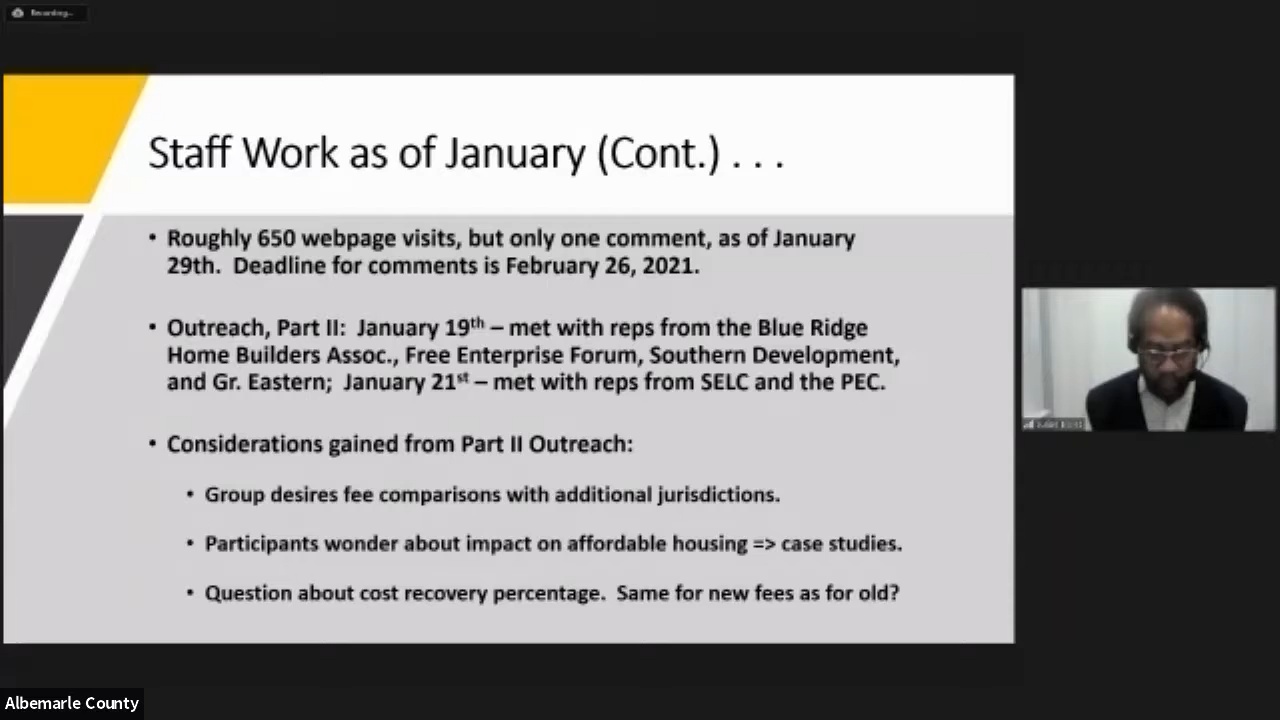 Recording...
Staff Work as of January (Cont.) . . .
• Roughly 650 webpage visits, but only one comment, as of January
29th.  Deadline for comments is February 26, 2021.
• Outreach, Part II:  January 19th – met with reps from the Blue Ridge
Home Builders Assoc., Free Enterprise Forum, Southern Development,
and Gr. Eastern;  January 21st – met with reps from SELC and the PEC.
• Considerations gained from Part II Outreach:
• Group desires fee comparisons with additional jurisdictions.
• Participants wonder about impact on affordable housing => case studies.
• Question about cost recovery percentage.  Same for new fees as for old?
Albemarle County